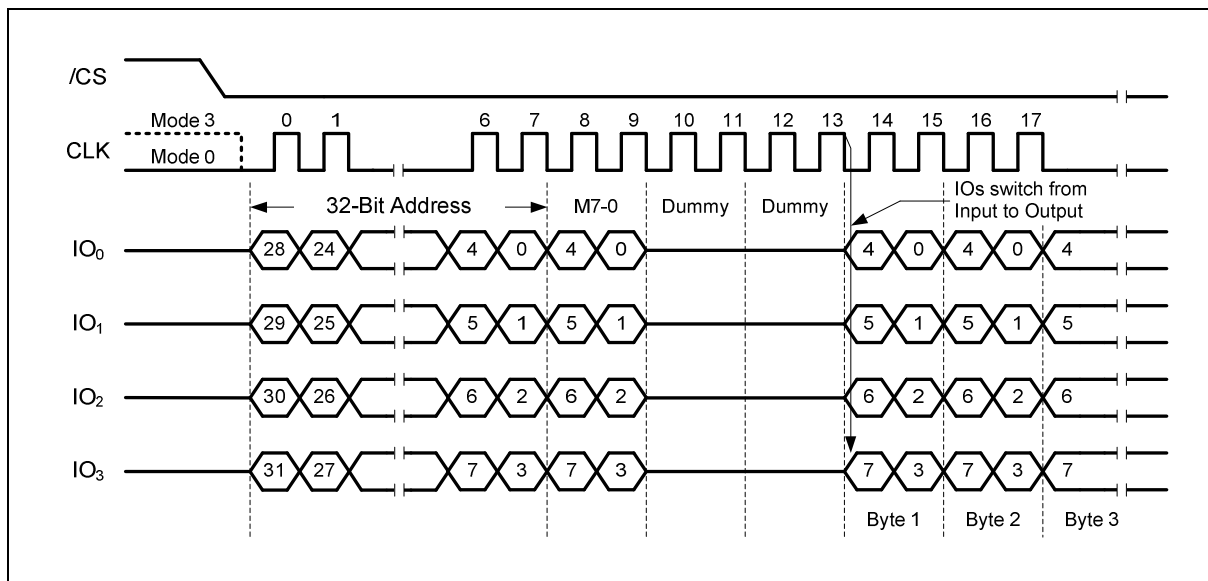 /CS
Mode 3 0 1 6 7 8 9 10 11 12 13 14 15 16 17
CLK
Mode 0
32-Bit Address M7-0 Dummy Dummy IOs switch from
Input to Output
IO₀ 28 24 4 0 4 0 4 0 4 0 4
IO₁ 29 25 5 1 5 1 5 1 5 1 5
IO₂ 30 26 6 2 6 2 6 2 6 2 6
IO₃ 31 27 7 3 7 3 7 3 7 3 7
Byte 1 Byte 2 Byte 3